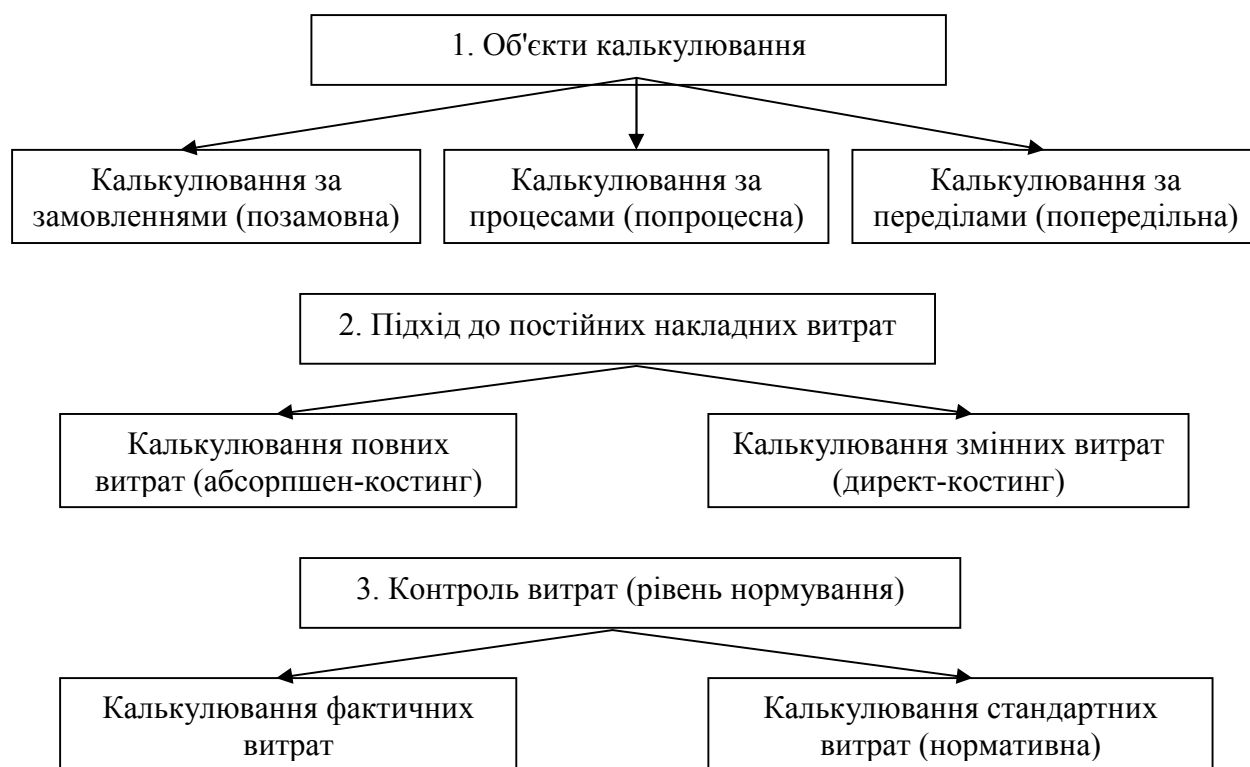 1. Об'єкти калькулювання
Калькулювання за
замовленнями (позамовна)
Калькулювання за
процесами (попроцесна)
Калькулювання за
переділами (попередільна)
2. Підхід до постійних накладних витрат
Калькулювання повних
витрат (абсорпшен-костинг)
Калькулювання змінних витрат
(директ-костинг)
3. Контроль витрат (рівень нормування)
Калькулювання фактичних
витрат
Калькулювання стандартних
витрат (нормативна)